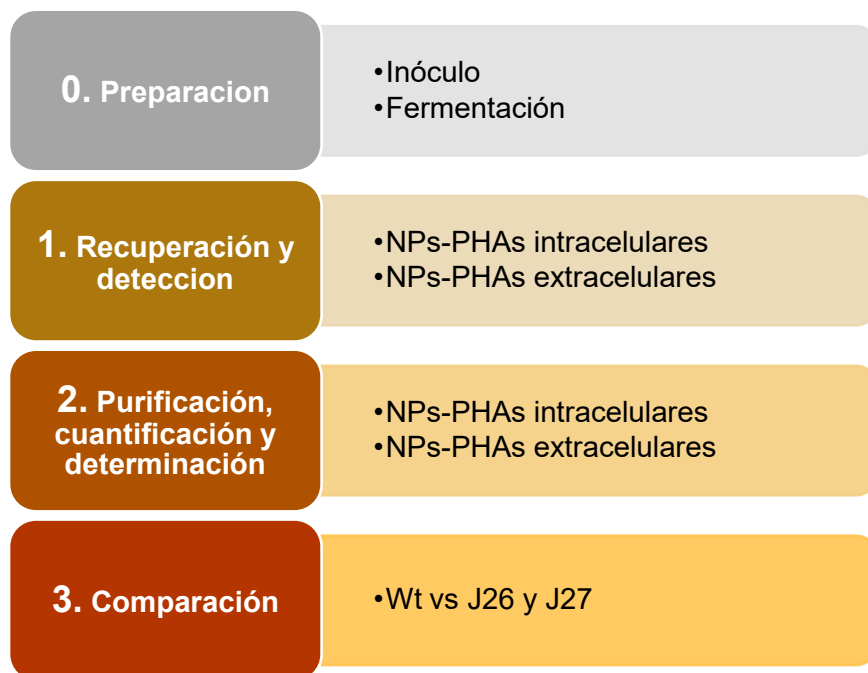 0. Preparacion
•Inóculo
•Fermentación
1. Recuperación y
deteccion
•NPs-PHAs intracelulares
•NPs-PHAs extracelulares
2. Purificación,
cuantificación y
determinación
•NPs-PHAs intracelulares
•NPs-PHAs extracelulares
3. Comparación
•Wt vs J26 y J27